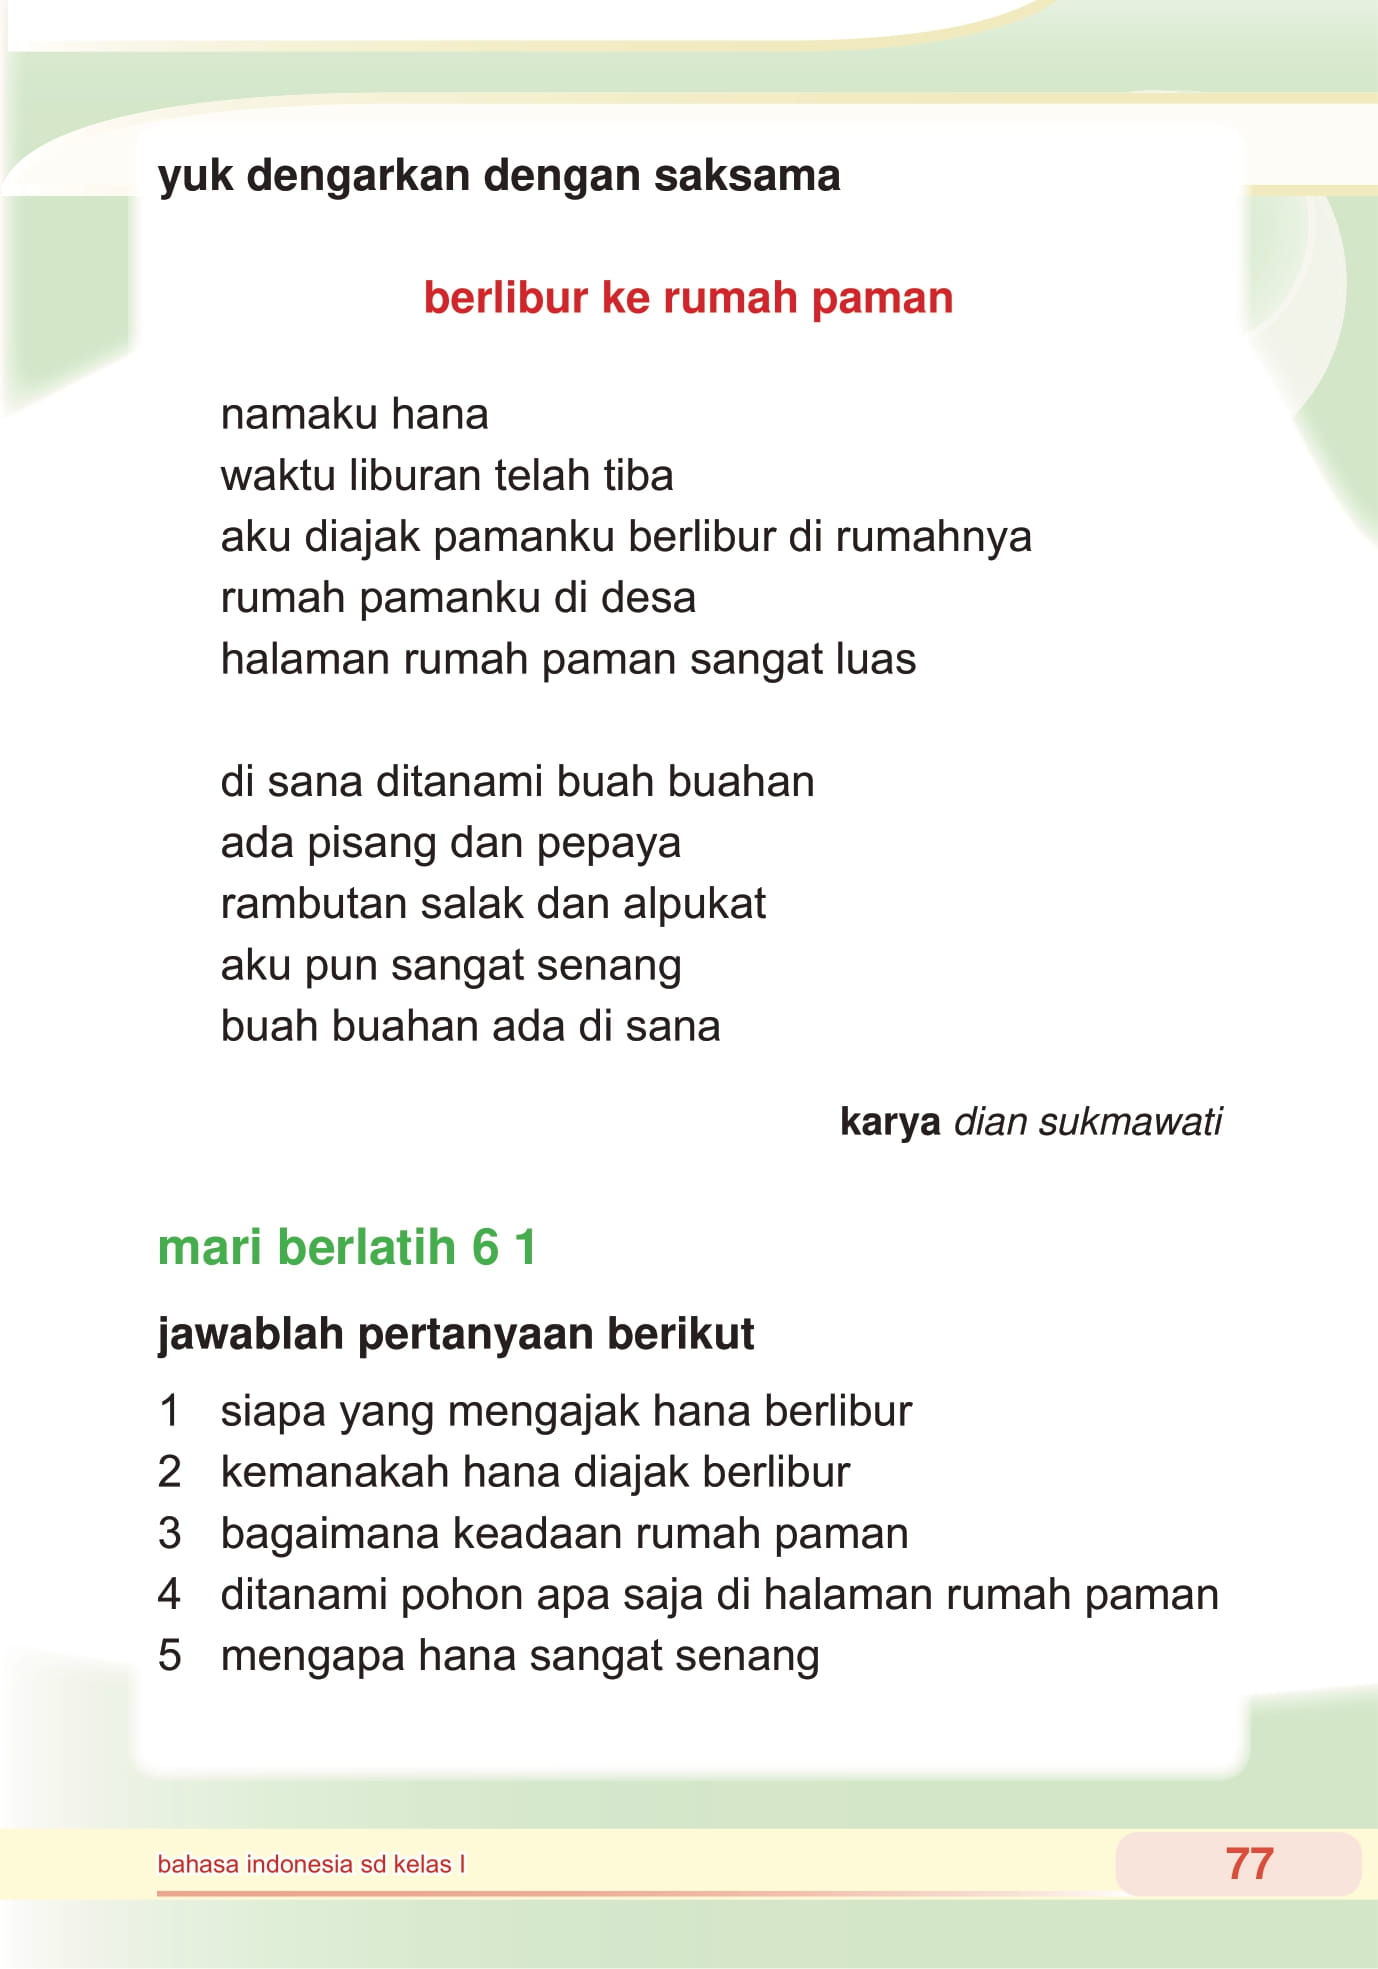 yuk dengarkan dengan saksama
berlibur ke rumah paman
namaku hana
waktu liburan telah tiba
aku diajak pamanku berlibur di rumahnya
rumah pamanku di desa
halaman rumah paman sangat luas
di sana ditanami buah buahan
ada pisang dan pepaya
rambutan salak dan alpukat
aku pun sangat senang
buah buahan ada di sana
karya dian sukmawati
mari berlatih 6 1
jawablah pertanyaan berikut
1 siapa yang mengajak hana berlibur
2 kemanakah hana diajak berlibur
3 bagaimana keadaan rumah paman
4 ditanami pohon apa saja di halaman rumah paman
5 mengapa hana sangat senang
bahasa indonesia sd kelas I
77